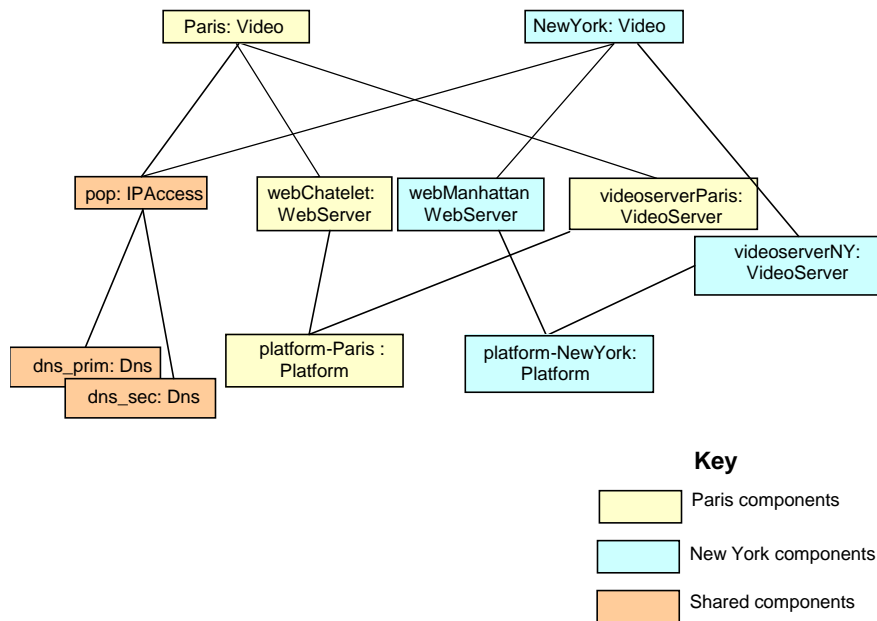 Paris: Video
NewYork: Video
pop: IPAccess
webChatelet:
WebServer
webManhattan
WebServer
videoserverParis:
VideoServer
videoserverNY:
VideoServer
platform-Paris :
Platform
platform-NewYork:
Platform
dns_prim: Dns
dns_sec: Dns
Key
Paris components
New York components
Shared components